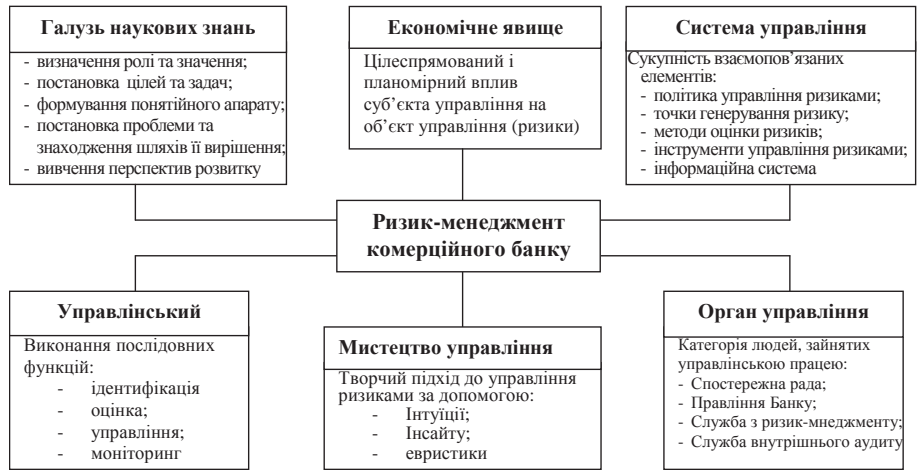 Галузь наукових знань
- визначення ролі та значення;
- постановка цілей та задач;
- формування понятійного апарату;
- постановка проблеми та
знаходження шляхів її вирішення;
- вивчення перспектив розвитку
Економічне явище
Цілеспрямований і
планомірний вплив
суб’єкта управління на
об’єкт управління (ризики)
Система управління
Сукупність взаємопов’язаних
елементів:
- політика управління ризиками;
- точки генерування ризику;
- методи оцінки ризиків;
- інструменти управління ризиками;
- інформаційна система
Ризик-менеджмент
комерційного банку
Управлінський
Виконання послідовних
функцій:
- ідентифікація
- оцінка;
- управління;
- моніторинг
Мистецтво управління
Творчий підхід до управління
ризиками за допомогою:
- Інтуїції;
- Інсайту;
- евристики
Орган управління
Категорія людей, зайнятих
управлінською працею:
- Спостережна рада;
- Правління Банку;
- Служба з ризик-мнеджменту;
- Служба внутрішнього аудиту